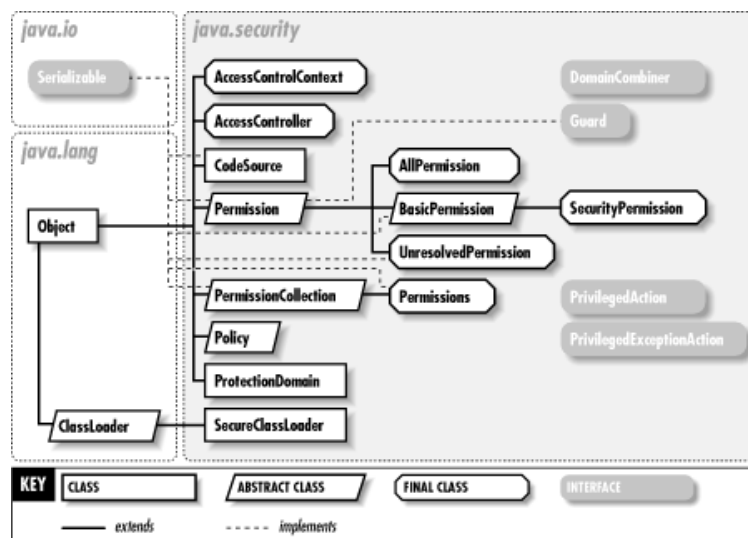 java.io
java.security
Serializable
AccessControlContext
DomainCombiner
AccessController
Guard
java.lang
CodeSource
AllPermission
Object
Permission
BasicPermission
SecurityPermission
UnresolvedPermission
PermissionCollection
Permissions
PrivilegedAction
Policy
PrivilegedExceptionAction
ProtectionDomain
ClassLoader
SecureClassLoader
KEY
CLASS
ABSTRACT CLASS
FINAL CLASS
INTERFACE
extends
implements